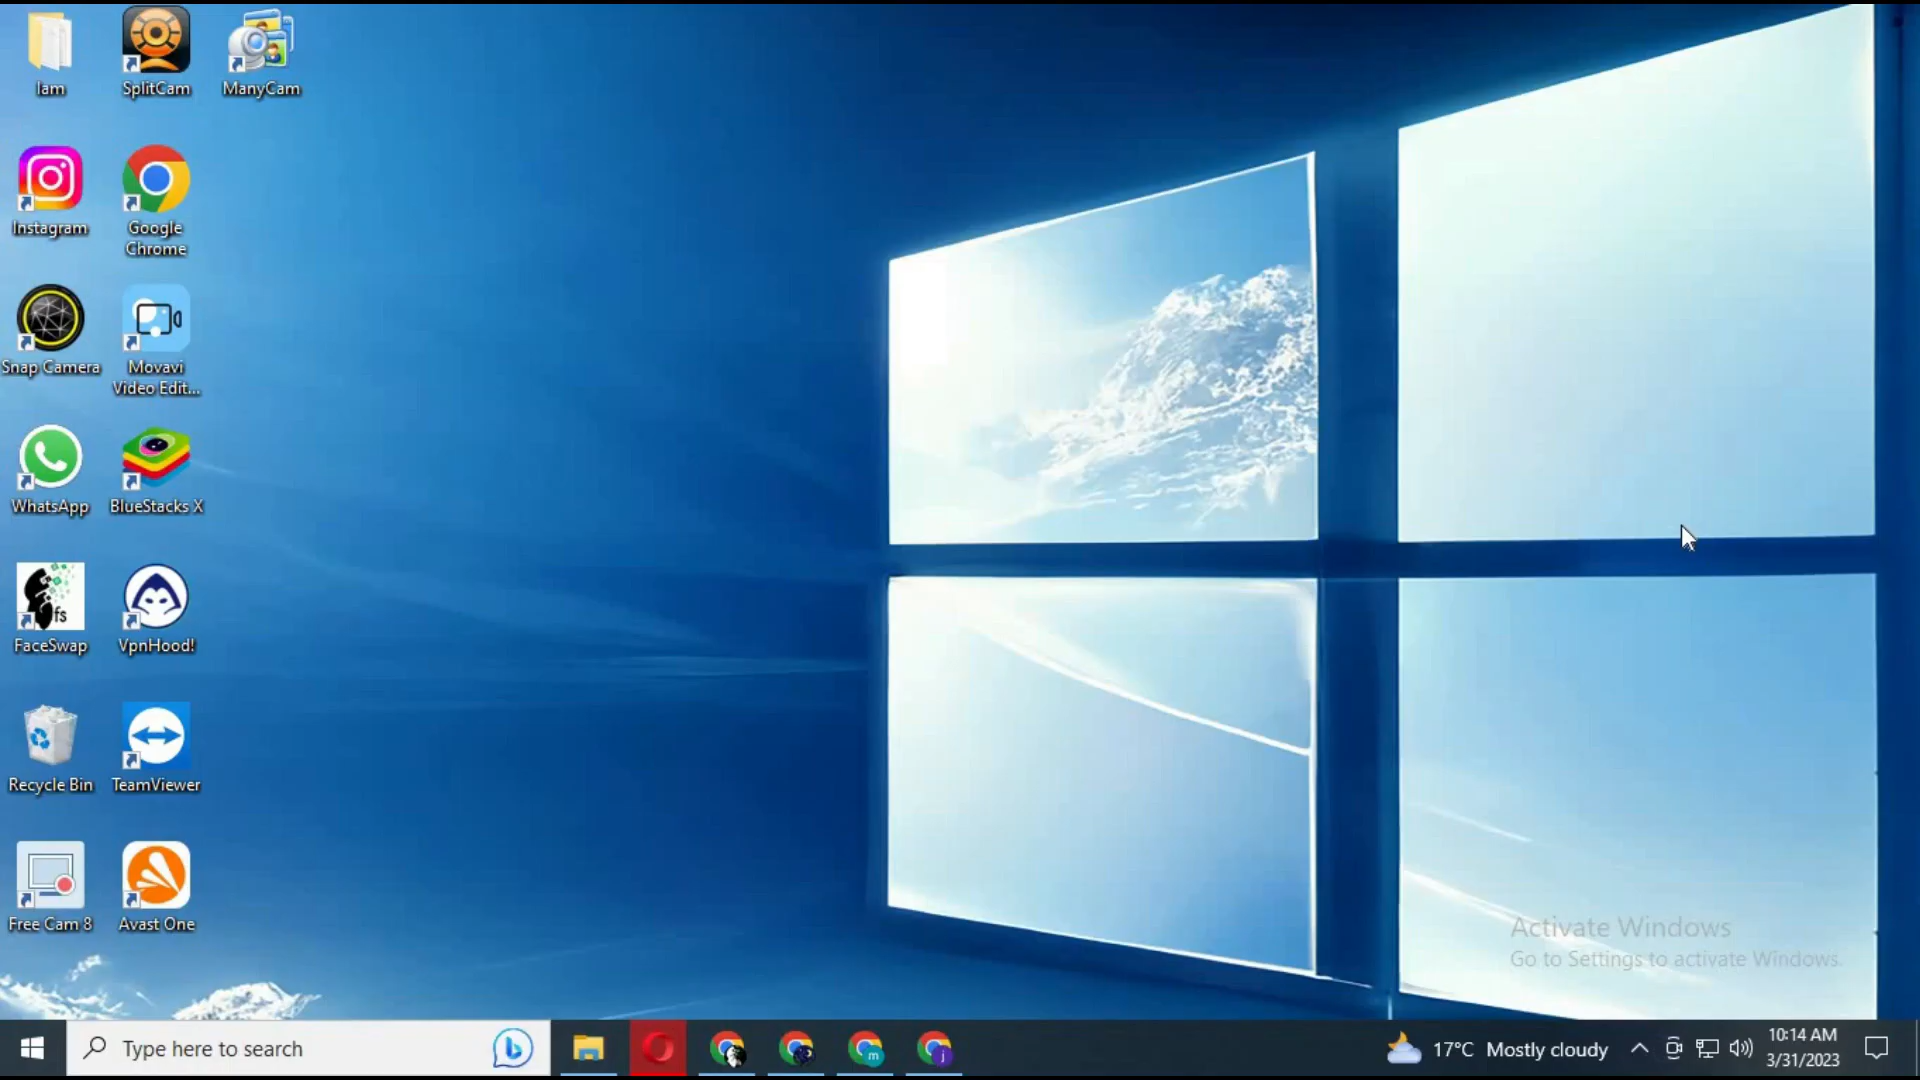 Iam
SplitCam
ManyCam
Instagram
Google
Chrome
Snap Camera
Movavi
Video Edit...
WhatsApp
BlueStacks X
fs
FaceSwap
VpnHood!
Recycle Bin
TeamViewer
Free Cam 8
Avast One
Activate Windows
Go to Settings to activate Windows.
Type here to search
m
j
17°C Mostly cloudy
10:14 AM
3/31/2023